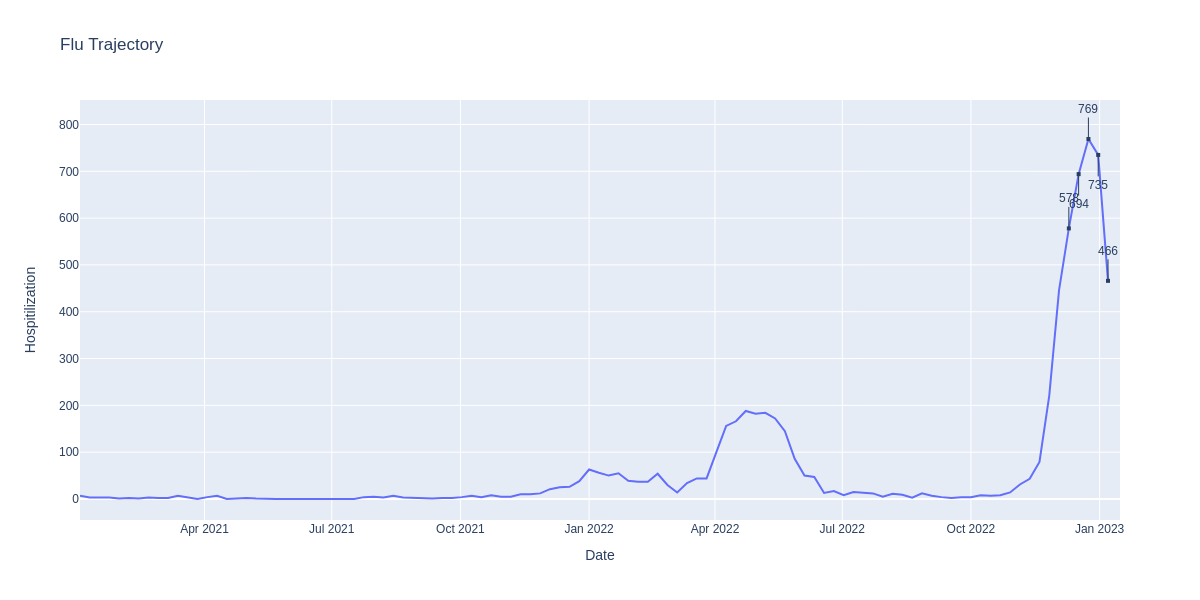 Flu Trajectory
769
800
700
735
578
694
600
466
500
400
300
200
100
0
Hospitilization
Apr 2021
Jul 2021
Oct 2021
Jan 2022
Apr 2022
Jul 2022
Oct 2022
Jan 2023
Date